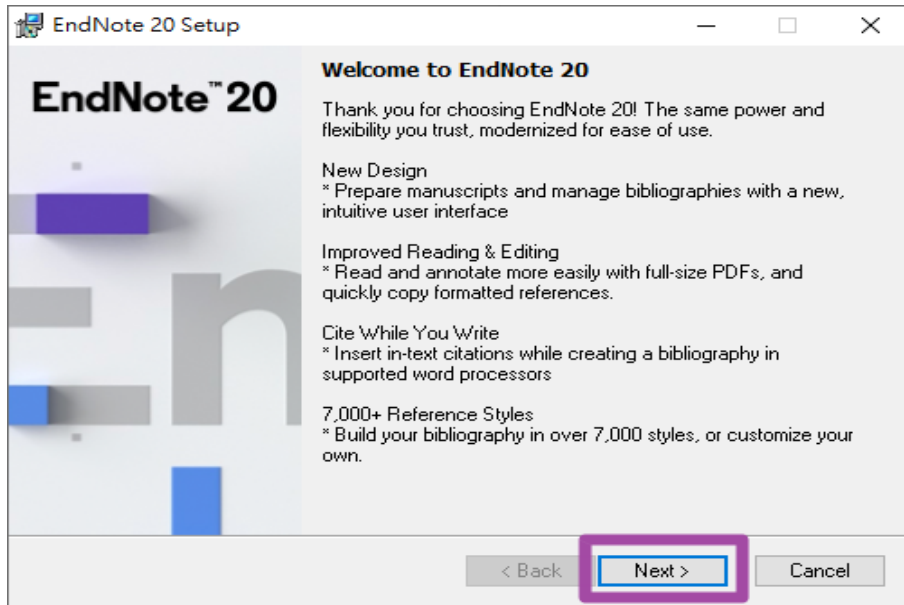 EndNote 20 Setup
EndNote™20
Welcome to EndNote 20
Thank you for choosing EndNote 20! The same power and
flexibility you trust, modernized for ease of use.
New Design
* Prepare manuscripts and manage bibliographies with a new,
intuitive user interface
Improved Reading & Editing
* Read and annotate more easily with full-size PDFs, and
quickly copy formatted references.
Cite While You Write
* Insert in-text citations while creating a bibliography in
supported word processors
7,000+ Reference Styles
* Build your bibliography in over 7,000 styles, or customize your
own.
En
< Back
Next >
Cancel